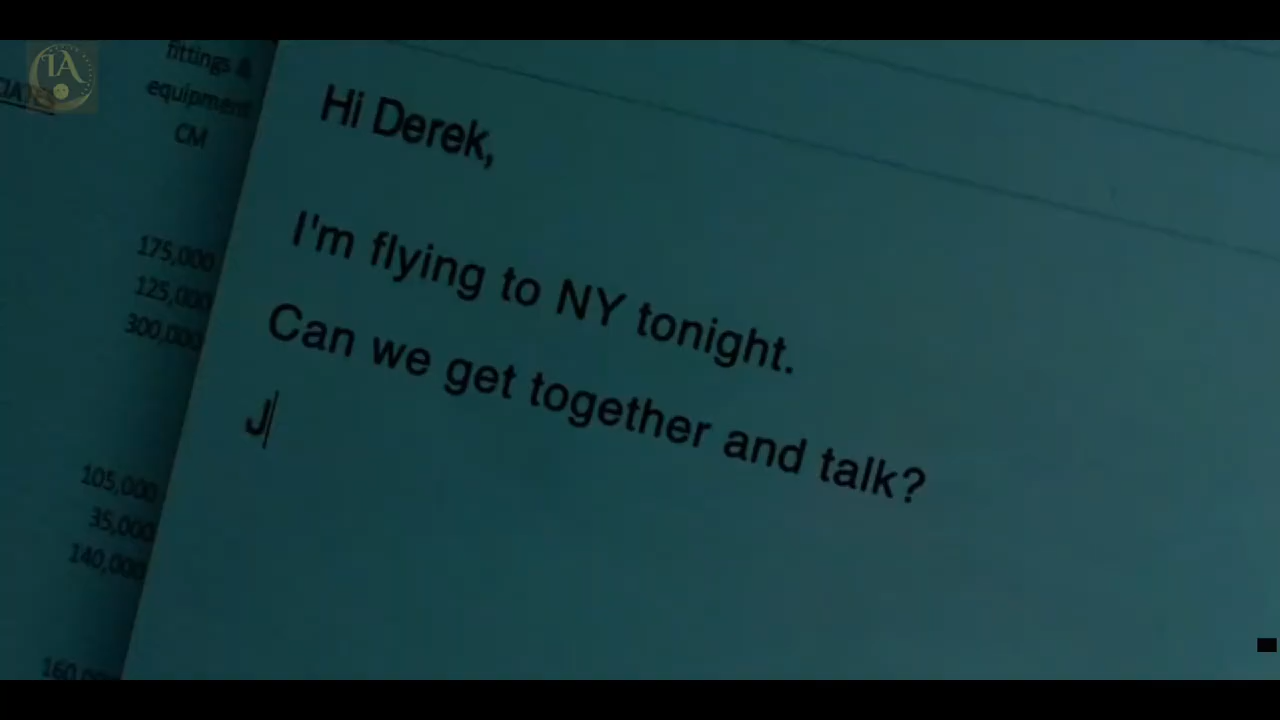 fittings &
equipment
CM
175,000
125,000
300,000
105,000
35,000
140,000
Hi Derek,
I'm flying to NY tonight.
Can we get together and talk?
J